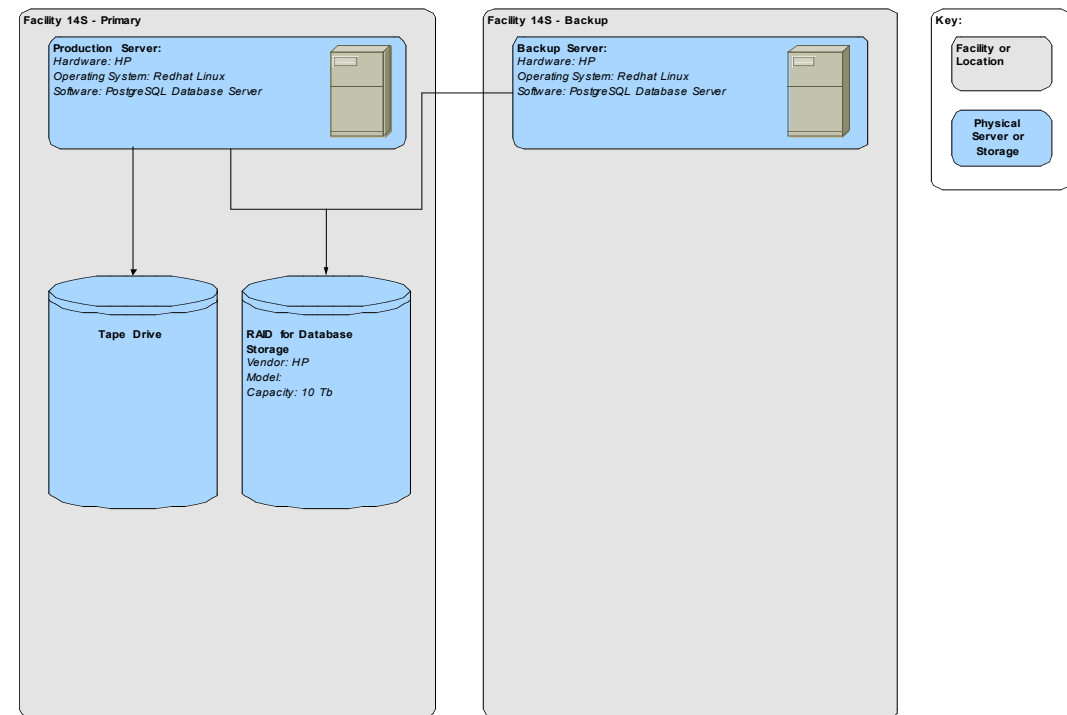 Facility 14S - Primary
Production Server:
Hardware: HP
Operating System: Redhat Linux
Software: PostgreSQL Database Server
Tape Drive
RAID for Database
Storage
Vendor: HP
Model:
Capacity: 10 Tb
Facility 14S - Backup
Backup Server:
Hardware: HP
Operating System: Redhat Linux
Software: PostgreSQL Database Server
Key:
Facility or
Location
Physical
Server or
Storage